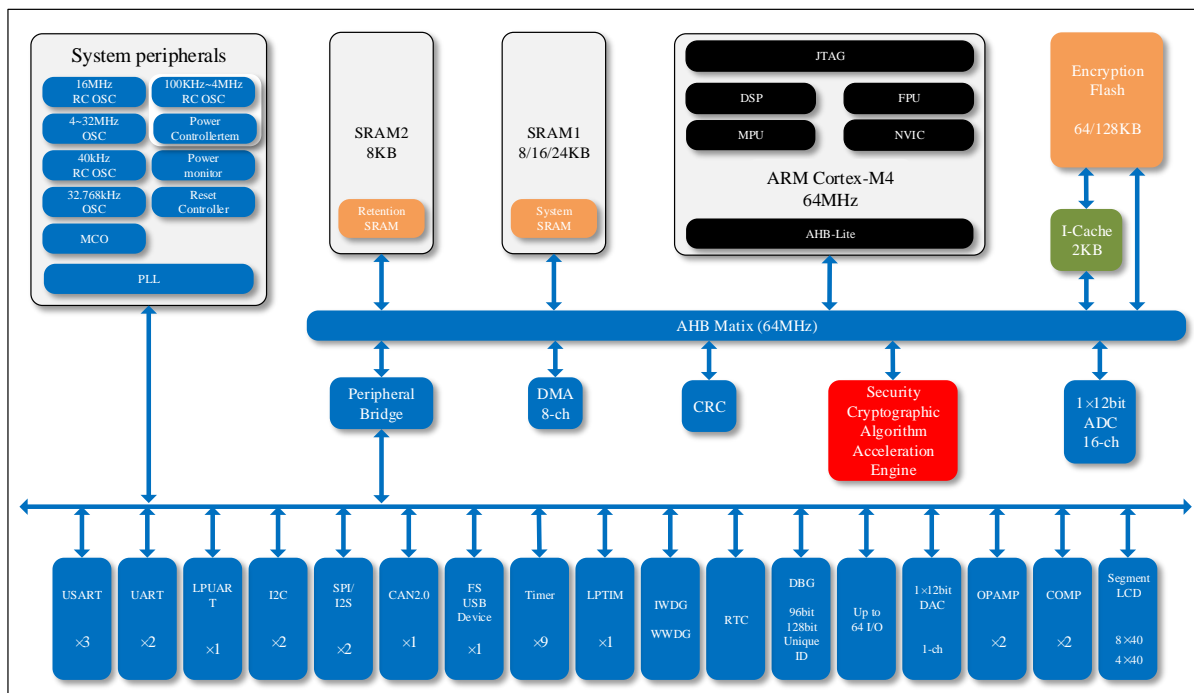 System peripherals
16MHz
RC OSC
100KHz~4MHz
RC OSC
4~32MHz
OSC
Power
Controllertem
40kHz
RC OSC
Power
monitor
32.768kHz
OSC
Reset
Controller
MCO
PLL
SRAM2
8KB
Retention
SRAM
SRAM1
8/16/24KB
System
SRAM
JTAG
DSP
FPU
MPU
NVIC
ARM Cortex-M4
64MHz
AHB-Lite
Encryption
Flash
64/128KB
I-Cache
2KB
AHB Matix (64MHz)
Peripheral
Bridge
DMA
8-ch
CRC
Security
Cryptographic
Algorithm
Acceleration
Engine
1×12bit
ADC
16-ch
USART
×3
UART
×2
LPUAR
T
×1
I2C
×2
SPI/
I2S
×2
CAN2.0
×1
FS
USB
Device
×1
Timer
×9
LPTIM
×1
IWDG
WWDG
RTC
DBG
96bit
128bit
Unique
ID
Up to
64 I/O
1×12bit
DAC
1-ch
OPAMP
×2
COMP
×2
Segment
LCD
8×40
4×40